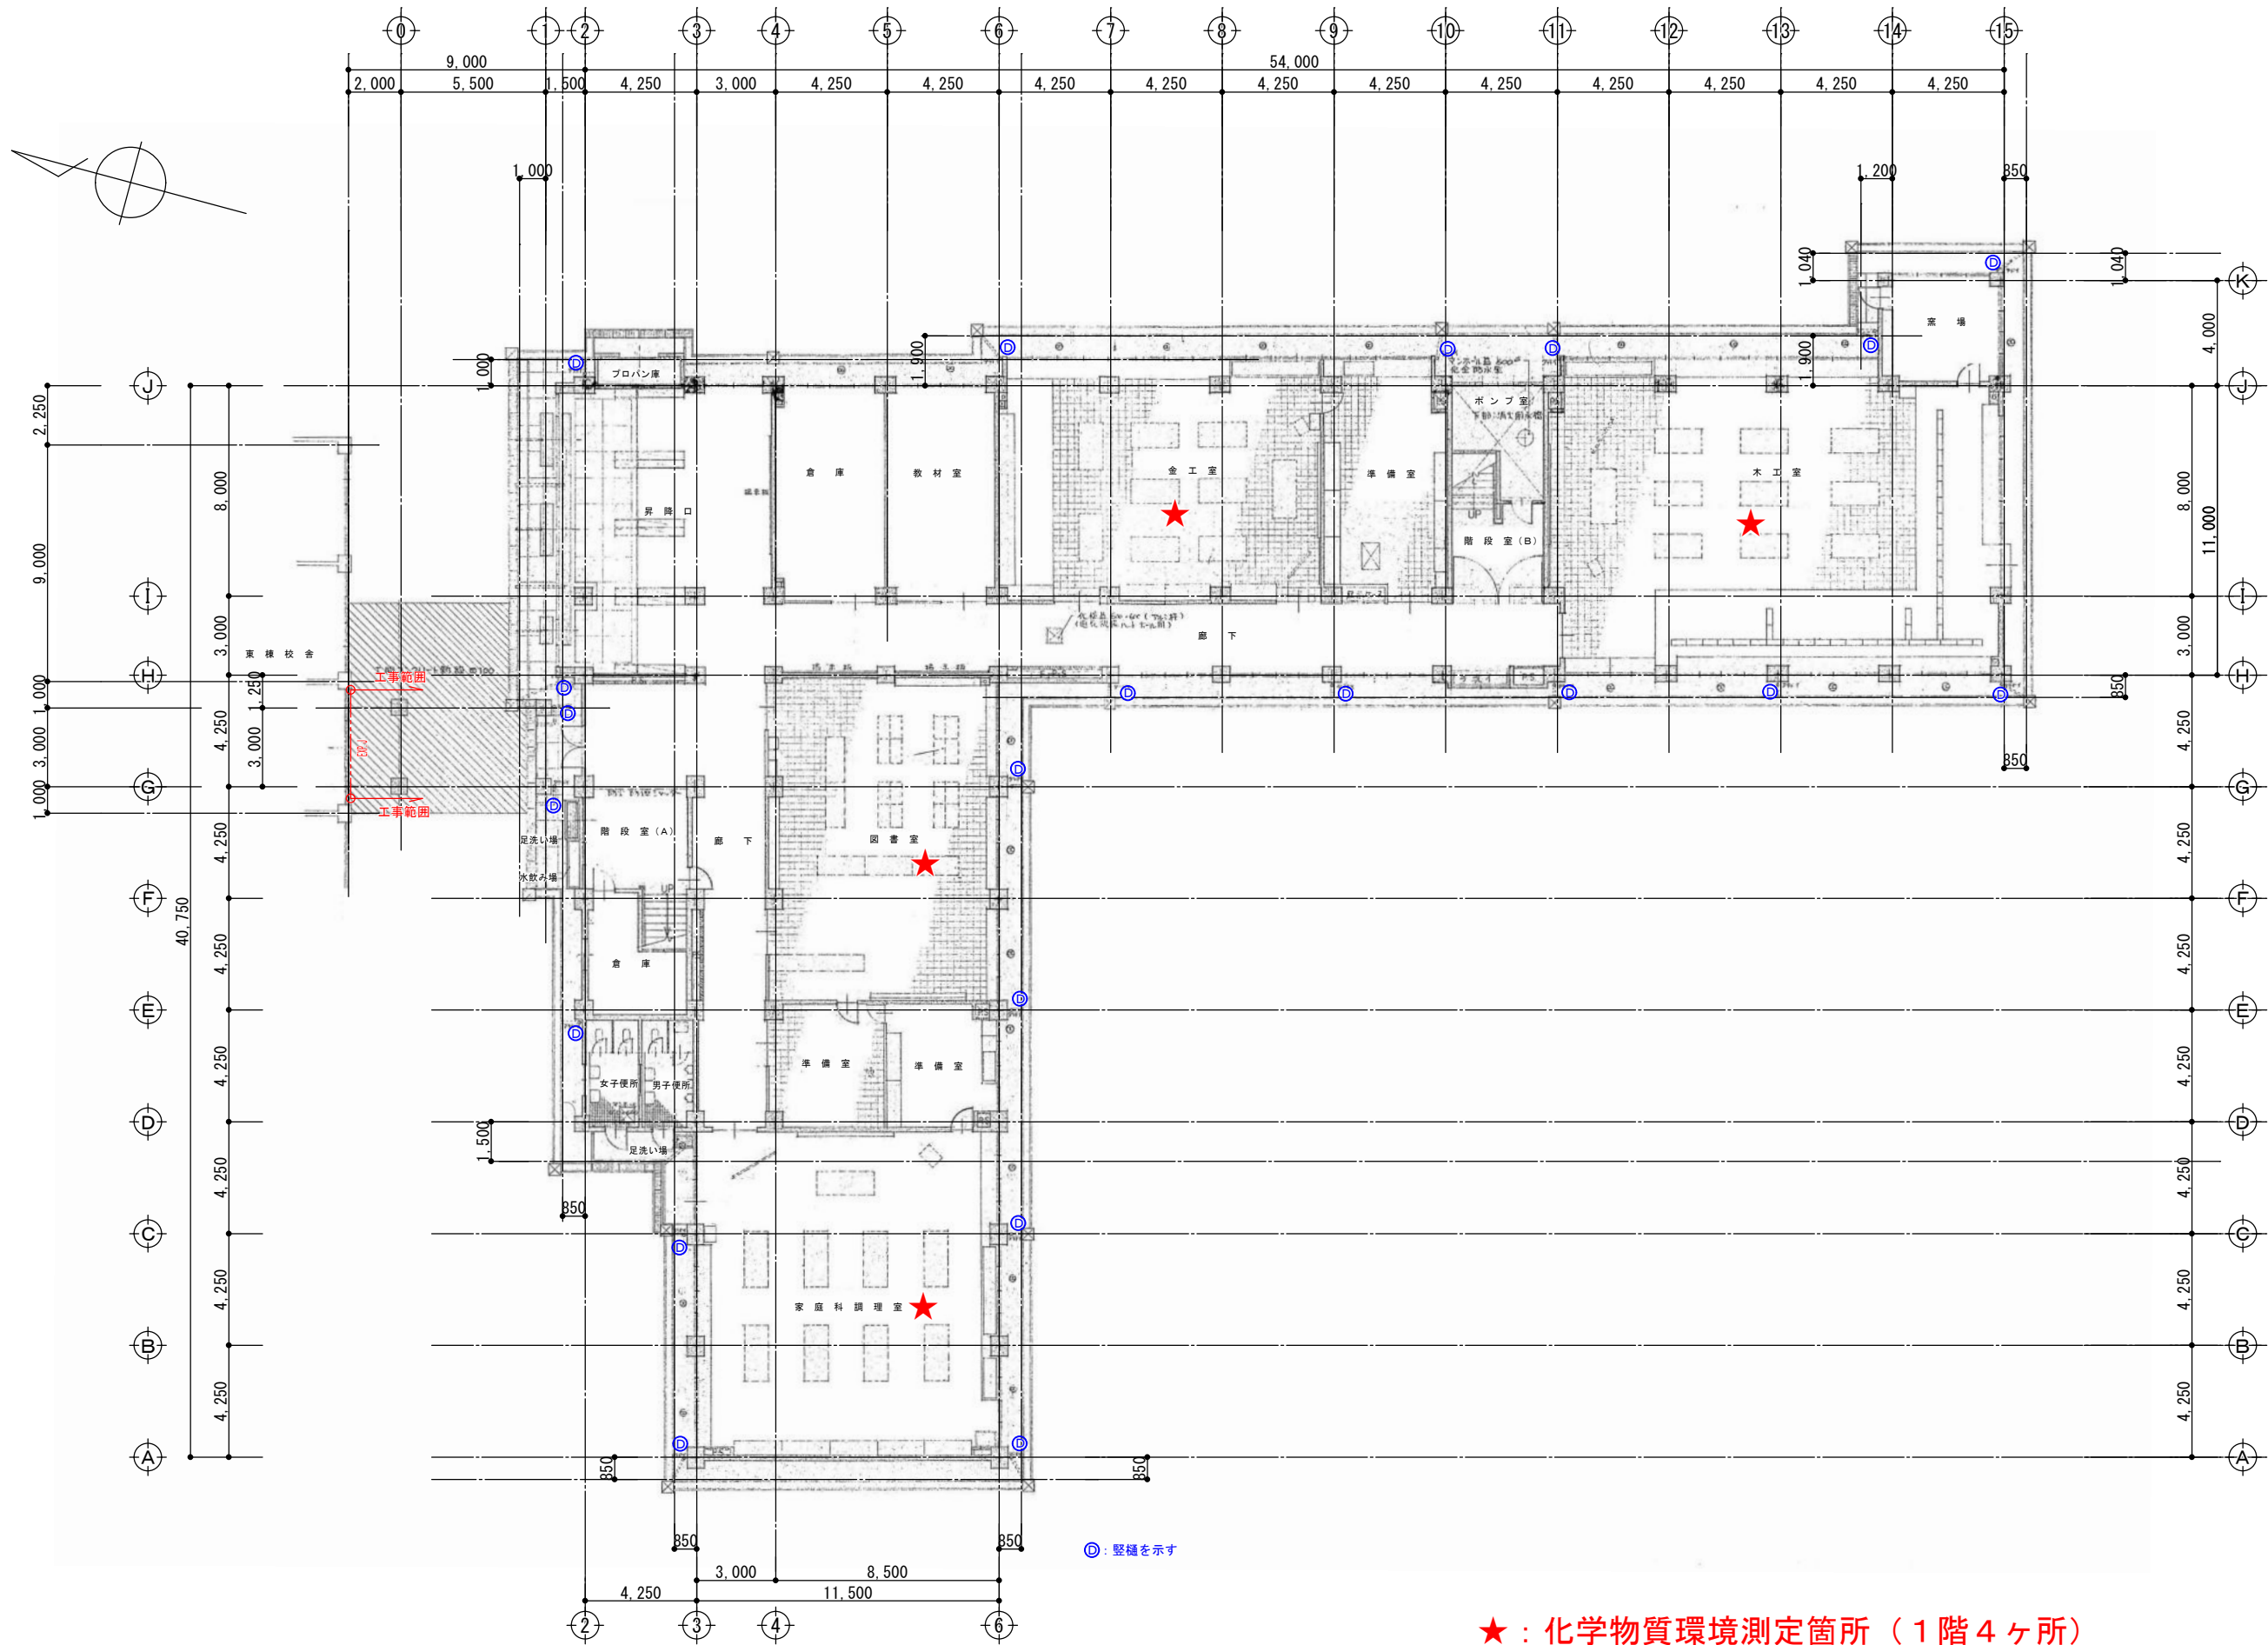 0 1 2 3 4 5 6 7 8 9 10 11 12 13 14 15
9,000 54,000
2,000 5,500 1,500 4,250 3,000 4,250 4,250 4,250 4,250 4,250 4,250 4,250 4,250 4,250 4,250 4,250
1,000 1,200 850
1,040 1,040
K
窯場
4,000
1,000 1,900 1,900
プロパン庫
J J
ポンプ室
2,250
8,000 8,000
倉庫 教材室 金工室 準備室 木工室
昇降口
11,000
UP
階段室(B)
9,000
I I
3,000 3,000
廊下
東棟校舎
H H
工事範囲
850
1,000 1,250
4,250 4,250
3,000 3,000
EXP.J
850
G G
1,000
工事範囲
足洗い場 階段室(A) 廊下 図書室
4,250 4,250
水飲み場
UP
F F
40,750
4,250 4,250
倉庫
E E
準備室 準備室
4,250 4,250
女子便所 男子便所
D D
1,500
足洗い場
4,250 4,250
850
C C
4,250 4,250
家庭科調理室
B B
4,250 4,250
A A
850 850
850 850
D:竪樋を示す
3,000 8,500
4,250 11,500
2 3 4 6
★:化学物質環境測定箇所(1階4ヶ所)